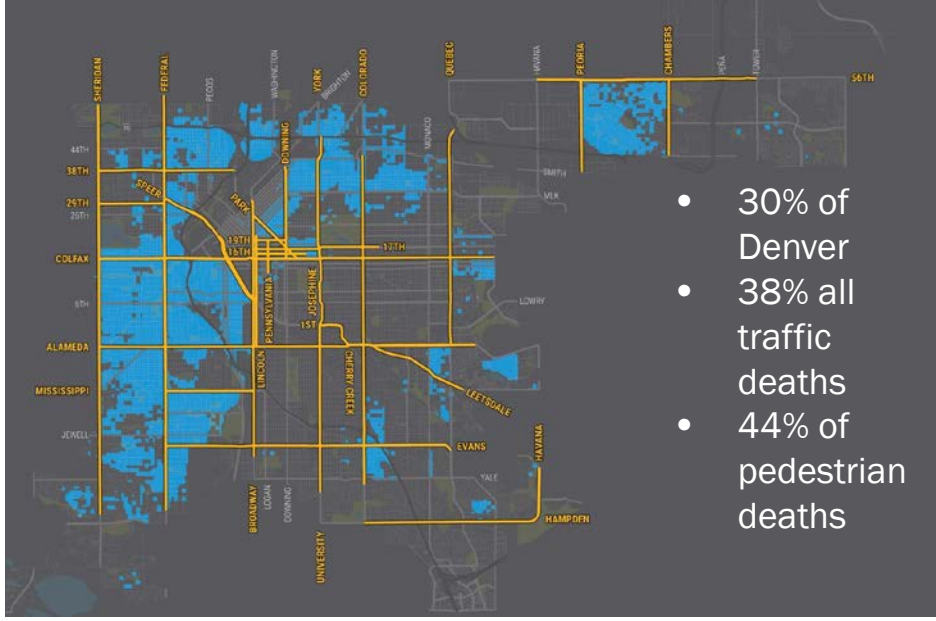 SHERIDAN
FEDERAL
PECOS
WASHINGTON
YORK
BRIGHTON
COLORADO
QUEBEC
HAVANA
PEORIA
CHAMBERS
PEÑA
TOWER
56TH
44TH
38TH
DOWNING
MONACO
SMITH
MLK
SPEER
29TH
26TH
PARK
19TH
16TH
17TH
COLFAX
6TH
PENNSYLVANIA
JOSEPHINE
LOWRY
1ST
ALAMEDA
LINCOLN
CHERRY CREEK
LEETSDALE
MISSISSIPPI
JEWELL
EVANS
HAVANA
YALE
BROADWAY
LOGAN
DOWNING
UNIVERSITY
HAMPDEN
• 30% of
Denver
• 38% all
traffic
deaths
• 44% of
pedestrian
deaths